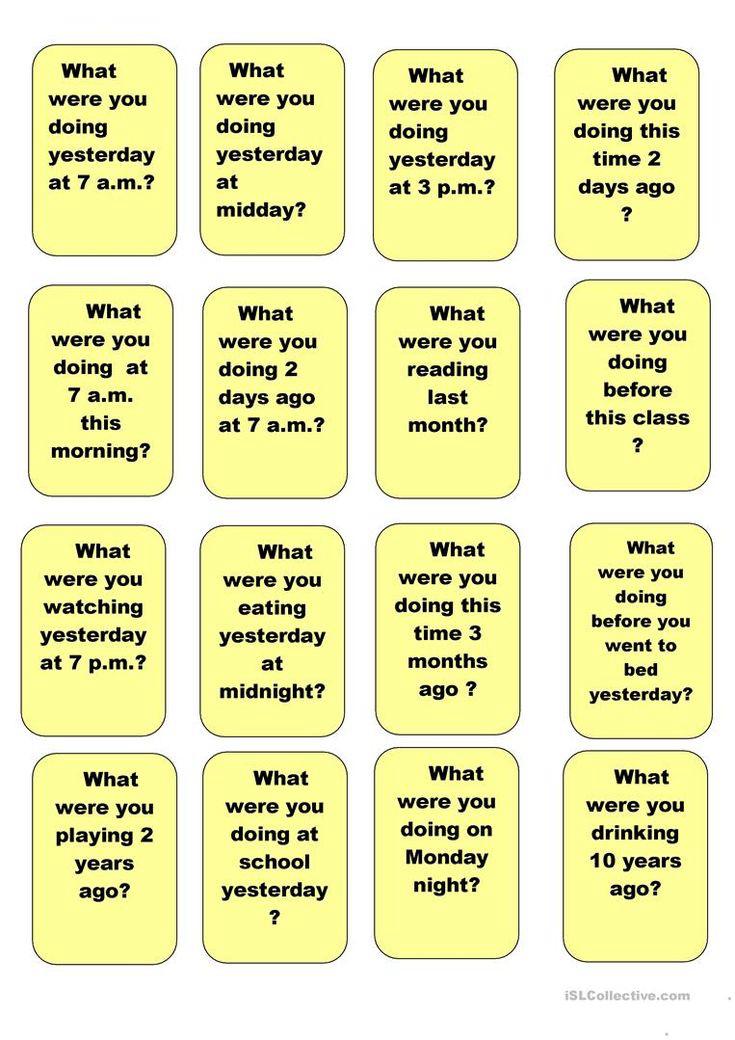 What
were you
doing
yesterday
at 7 a.m.?
What
were you
doing
yesterday
at
midday?
What
were you
doing
yesterday
at 3 p.m.?
What
were you
doing this
time 2
days ago
?
What
were you
doing at
7 a.m.
this
morning?
What
were you
doing 2
days ago
at 7 a.m.?
What
were you
reading
last
month?
What
were you
doing
before
this class
?
What
were you
watching
yesterday
at 7 p.m.?
What
were you
eating
yesterday
at
midnight?
What
were you
doing this
time 3
months
ago ?
What
were you
doing
before you
went to
bed
yesterday?
What
were you
playing 2
years
ago?
What
were you
doing at
school
yesterday
?
What
were you
doing on
Monday
night?
What
were you
drinking
10 years
ago?
iSLCollective.com